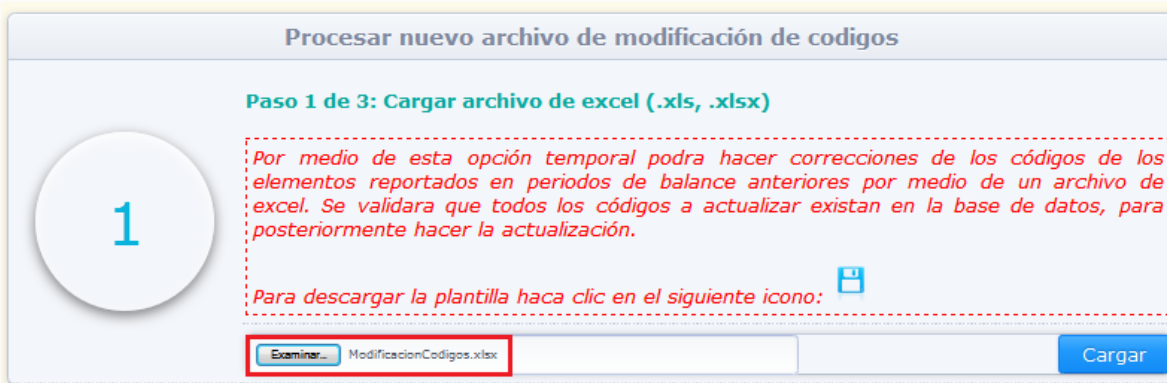 Procesar nuevo archivo de modificación de codigos
Paso 1 de 3: Cargar archivo de excel (.xls, .xlsx)
1
Por medio de esta opción temporal podra hacer correcciones de los códigos de los
elementos reportados en periodos de balance anteriores por medio de un archivo de
excel. Se validara que todos los códigos a actualizar existan en la base de datos, para
posteriormente hacer la actualización.
Para descargar la plantilla haca clic en el siguiente icono:
Examinar... ModificacionCodigos.xlsx Cargar